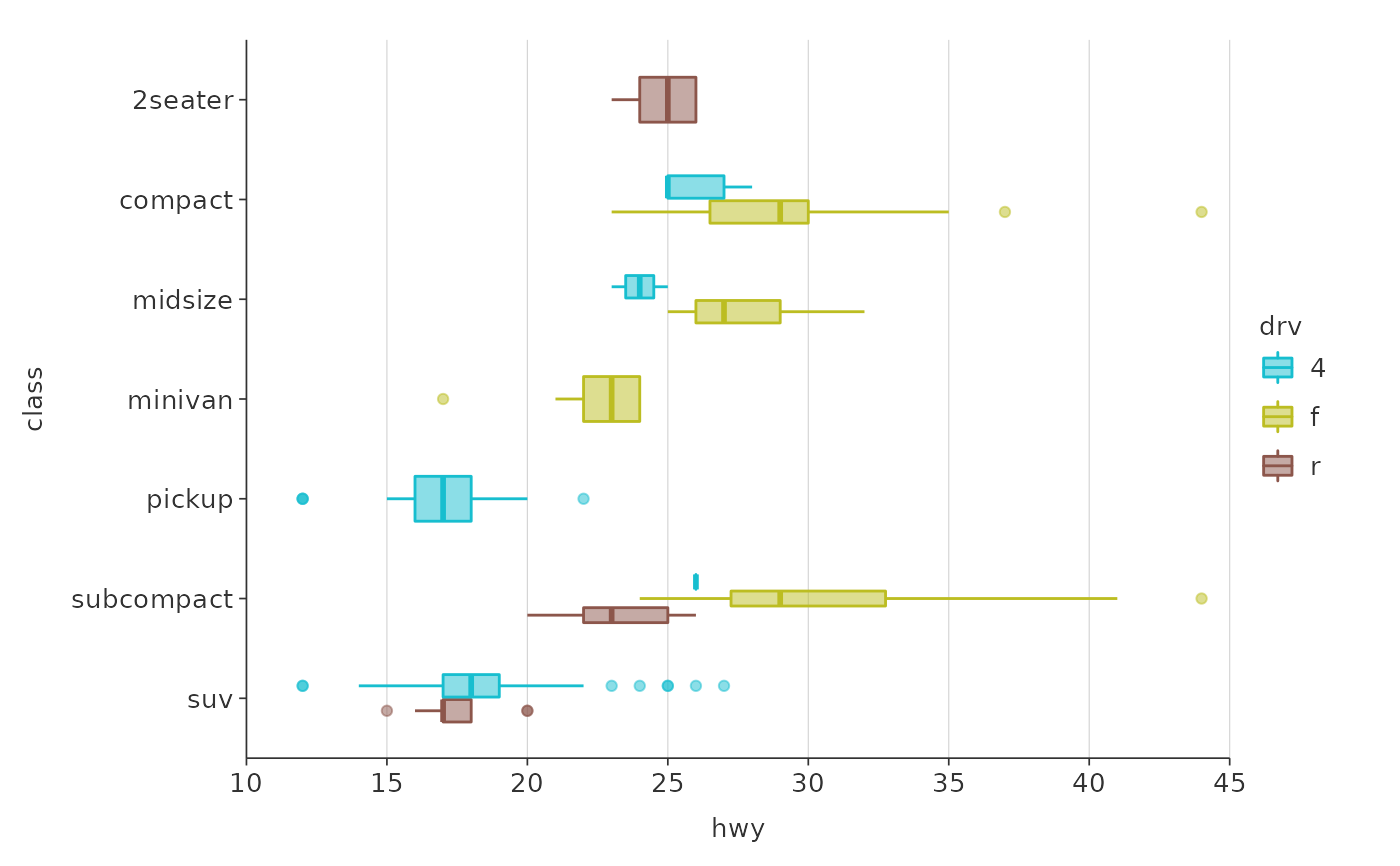 2seater
compact
midsize
minivan
pickup
subcompact
suv
class
10 15 20 25 30 35 40 45
hwy
drv
4
f
r